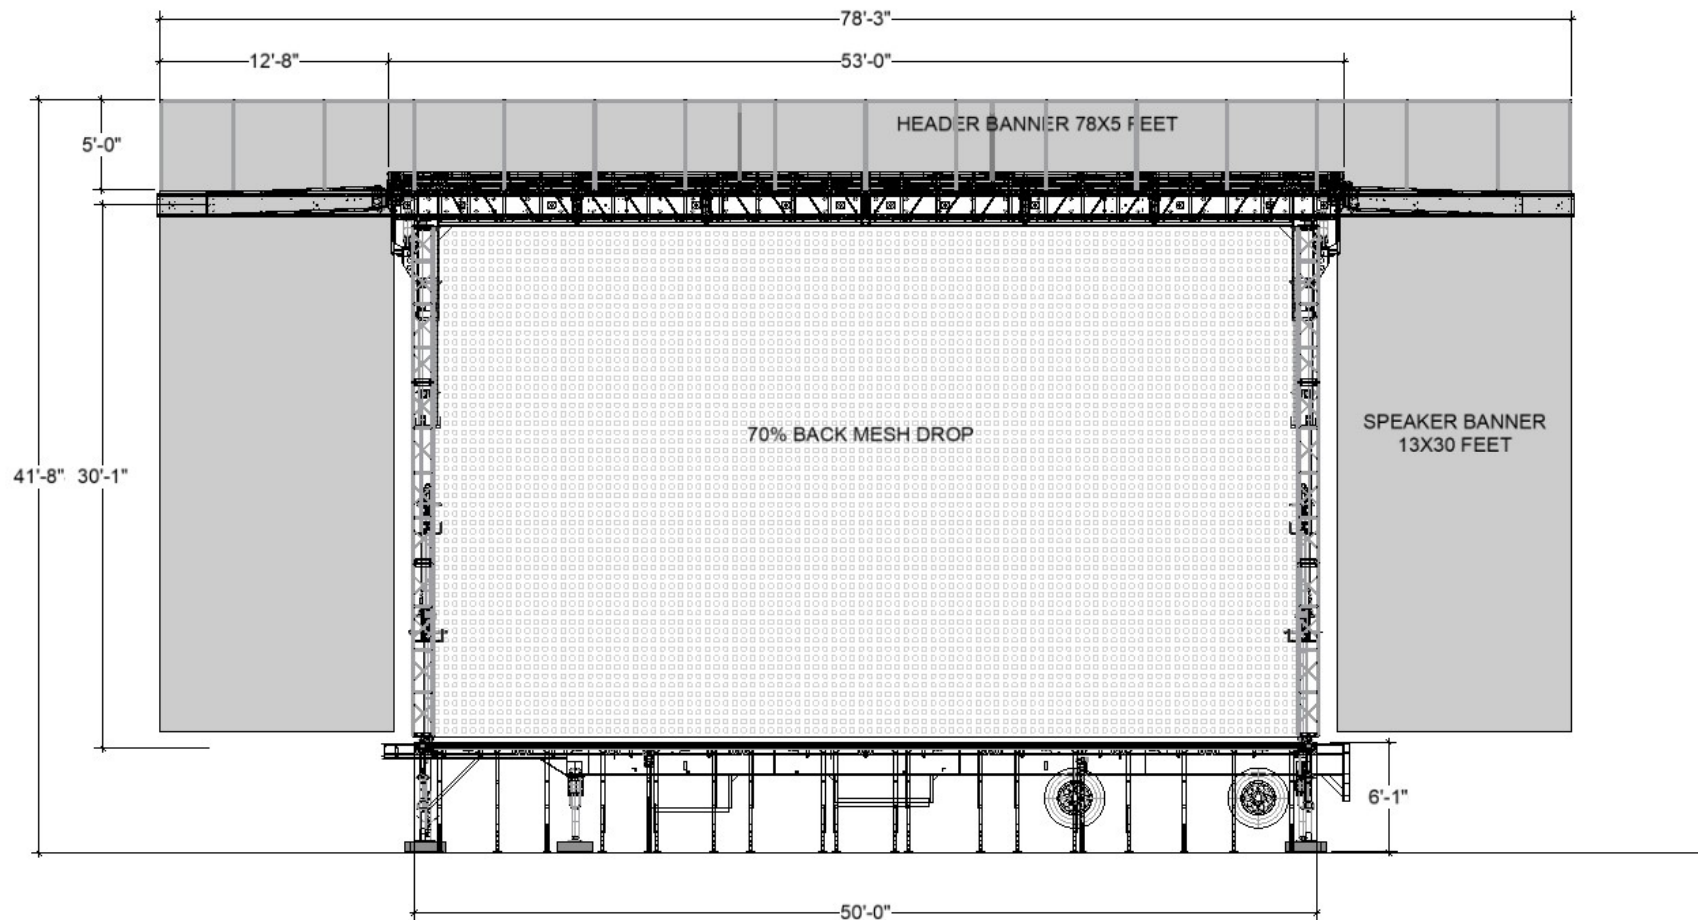 78'-3"
12'-8"
53'-0"
HEADER BANNER 78X5 FEET
5'-0"
70% BACK MESH DROP
SPEAKER BANNER
13X30 FEET
41'-8"
30'-1"
6'-1"
50'-0"